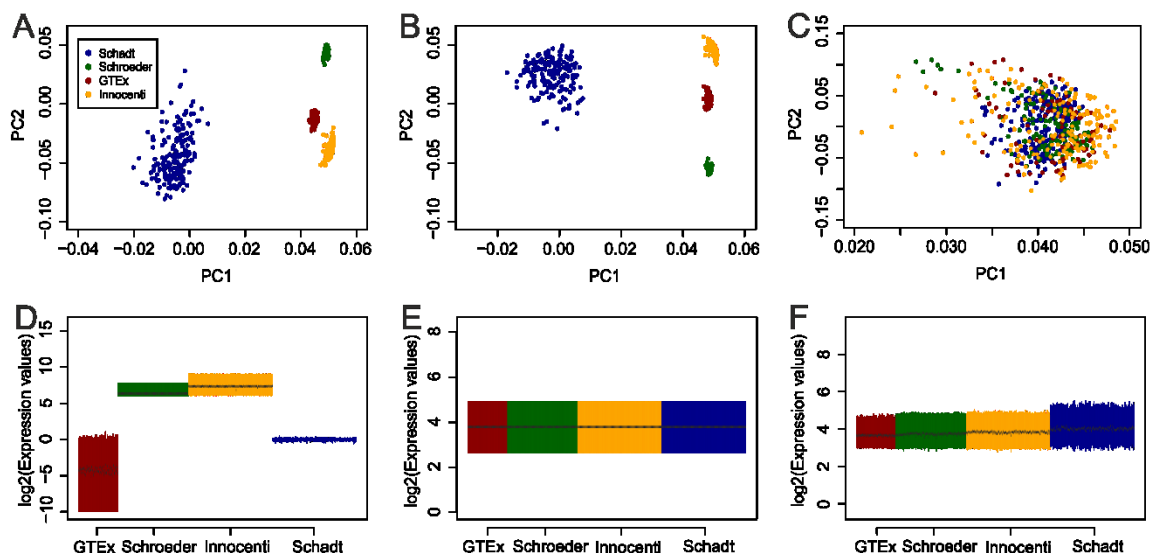 A
0.05
0.00
−0.05
−0.10
PC2
Schadt
Schroeder
GTEx
Innocenti
−0.04
−0.02
0.00
0.02
0.04
0.06
PC1
B
0.05
0.00
−0.05
−0.10
PC2
−0.04
−0.02
0.00
0.02
0.04
0.06
PC1
C
0.15
0.05
−0.05
−0.15
PC2
0.020
0.030
0.040
0.050
PC1
D
15
10
5
0
−5
−10
log2(Expression values)
GTEx Schroeder Innocenti Schadt
E
8
6
4
2
0
log2(Expression values)
GTEx Schroeder Innocenti Schadt
F
8
6
4
2
0
log2(Expression values)
GTEx Schroeder Innocenti Schadt